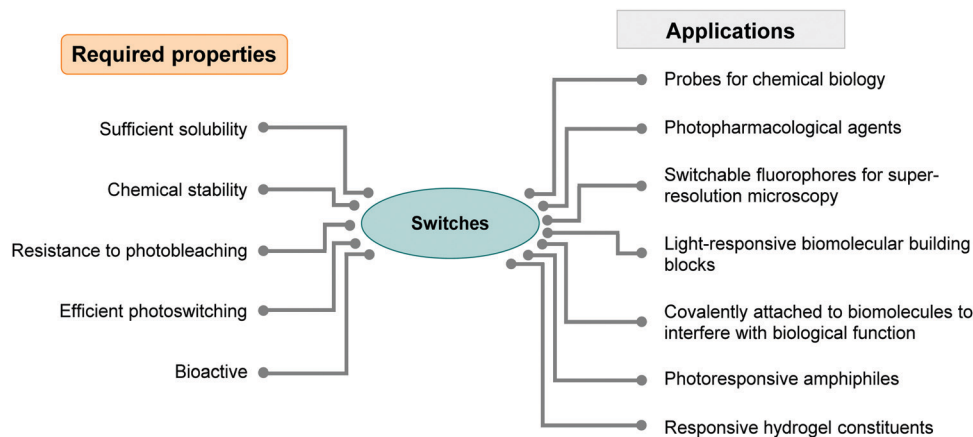 Required properties
Sufficient solubility
Chemical stability
Resistance to photobleaching
Efficient photoswitching
Bioactive
Switches
Applications
Probes for chemical biology
Photopharmacological agents
Switchable fluorophores for super-
resolution microscopy
Light-responsive biomolecular building
blocks
Covalently attached to biomolecules to
interfere with biological function
Photoresponsive amphiphiles
Responsive hydrogel constituents